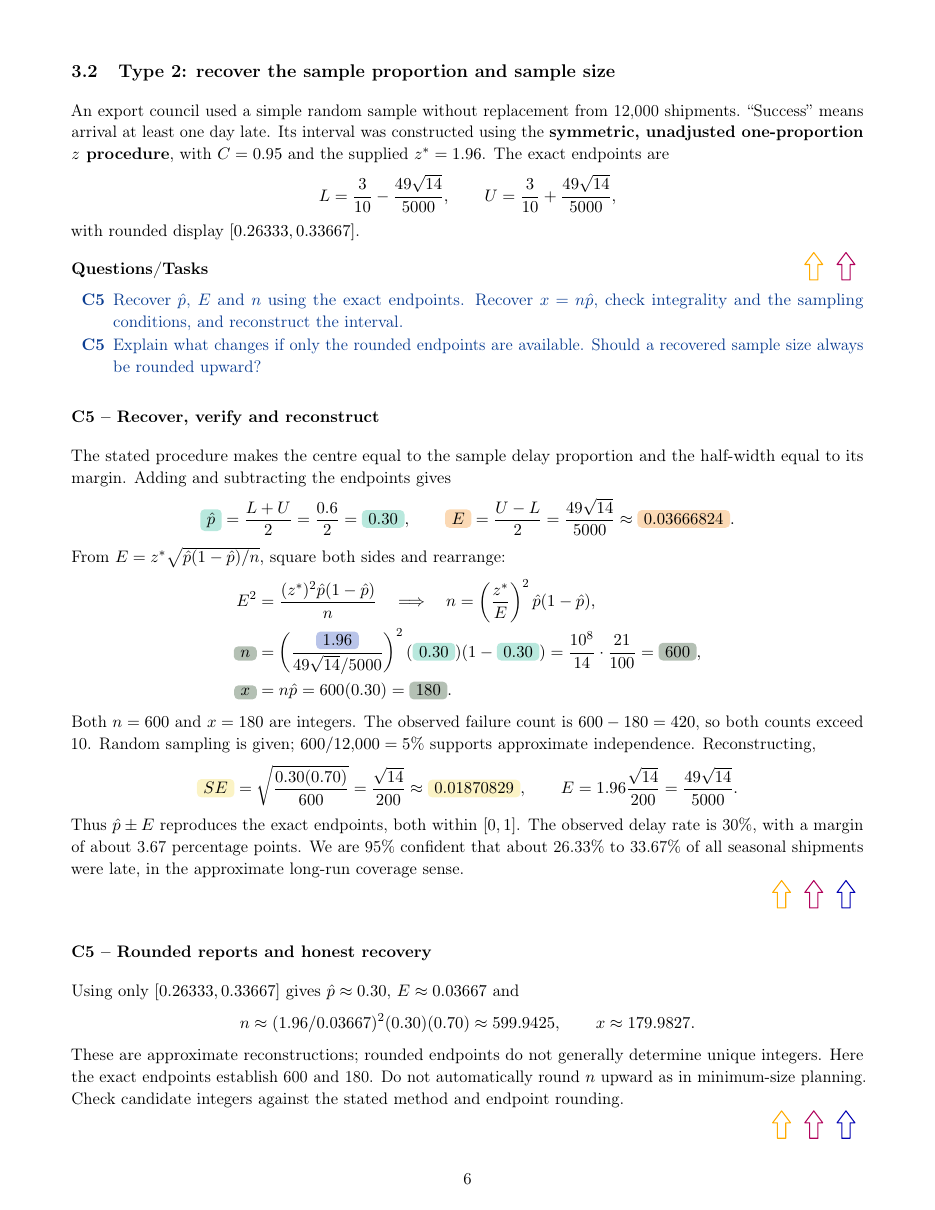 3.2 Type 2: recover the sample proportion and sample size
An export council used a simple random sample without replacement from 12,000 shipments. “Success” means
arrival at least one day late. Its interval was constructed using the symmetric, unadjusted one-proportion
z procedure, with C = 0.95 and the supplied z* = 1.96. The exact endpoints are
L = 3/10 − 49√14/5000, U = 3/10 + 49√14/5000,
with rounded display [0.26333, 0.33667].
Questions/Tasks
C5 Recover p̂, E and n using the exact endpoints. Recover x = np̂, check integrality and the sampling
conditions, and reconstruct the interval.
C5 Explain what changes if only the rounded endpoints are available. Should a recovered sample size always
be rounded upward?
C5 – Recover, verify and reconstruct
The stated procedure makes the centre equal to the sample delay proportion and the half-width equal to its
margin. Adding and subtracting the endpoints gives
p̂ = (L + U)/2 = 0.6/2 = 0.30, E = (U − L)/2 = 49√14/5000 ≈ 0.03666824.
From E = z*√(p̂(1 − p̂)/n), square both sides and rearrange:
E² = (z*)²p̂(1 − p̂)/n ⟹ n = (z*/E)² p̂(1 − p̂),
n = (1.96/(49√14/5000))² (0.30)(1 − 0.30) = 10⁸/14 · 21/100 = 600,
x = np̂ = 600(0.30) = 180.
Both n = 600 and x = 180 are integers. The observed failure count is 600 − 180 = 420, so both counts exceed
10. Random sampling is given; 600/12,000 = 5% supports approximate independence. Reconstructing,
SE = √(0.30(0.70)/600) = √14/200 ≈ 0.01870829, E = 1.96 √14/200 = 49√14/5000.
Thus p̂ ± E reproduces the exact endpoints, both within [0, 1]. The observed delay rate is 30%, with a margin
of about 3.67 percentage points. We are 95% confident that about 26.33% to 33.67% of all seasonal shipments
were late, in the approximate long-run coverage sense.
C5 – Rounded reports and honest recovery
Using only [0.26333, 0.33667] gives p̂ ≈ 0.30, E ≈ 0.03667 and
n ≈ (1.96/0.03667)²(0.30)(0.70) ≈ 599.9425, x ≈ 179.9827.
These are approximate reconstructions; rounded endpoints do not generally determine unique integers. Here
the exact endpoints establish 600 and 180. Do not automatically round n upward as in minimum-size planning.
Check candidate integers against the stated method and endpoint rounding.
6